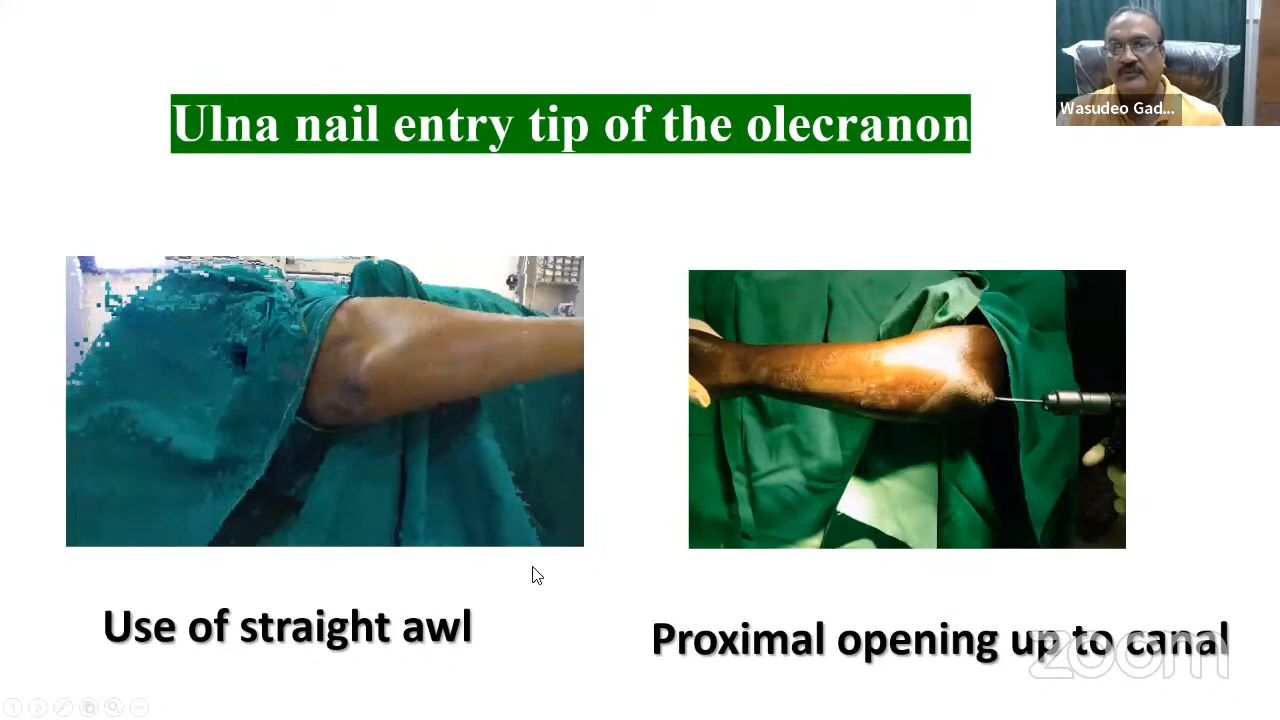 Wasudeo Gad...
Ulna nail entry tip of the olecranon
Use of straight awl
Proximal opening up to canal
zoom